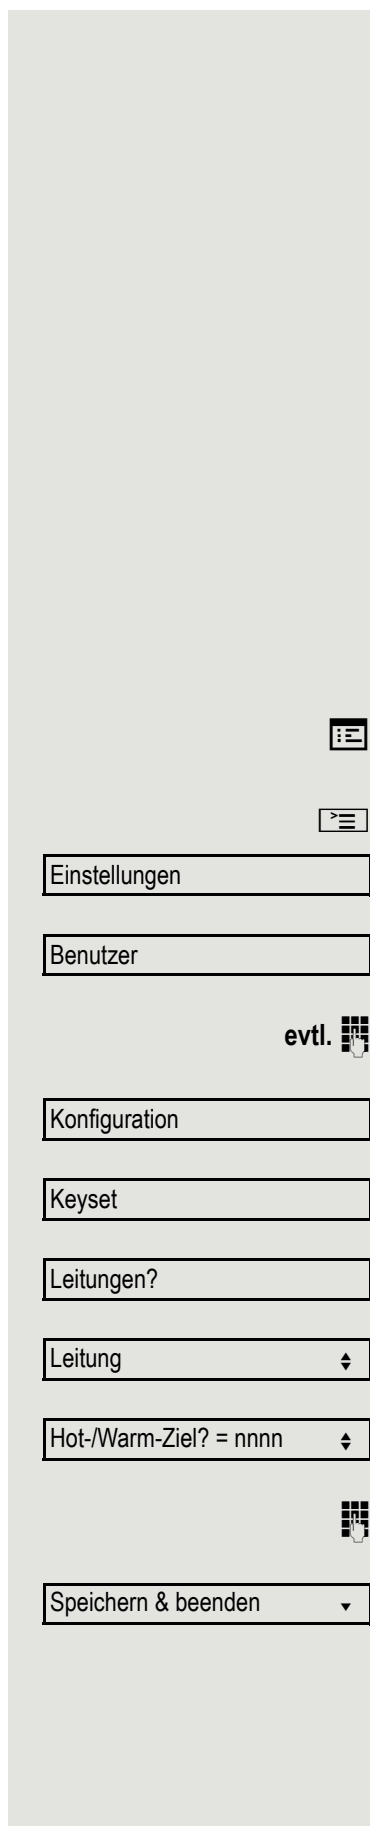 Einstellungen
Benutzer
evtl.
Konfiguration
Keyset
Leitungen?
Leitung
Hot-/Warm-Ziel? = nnnn
Speichern & beenden